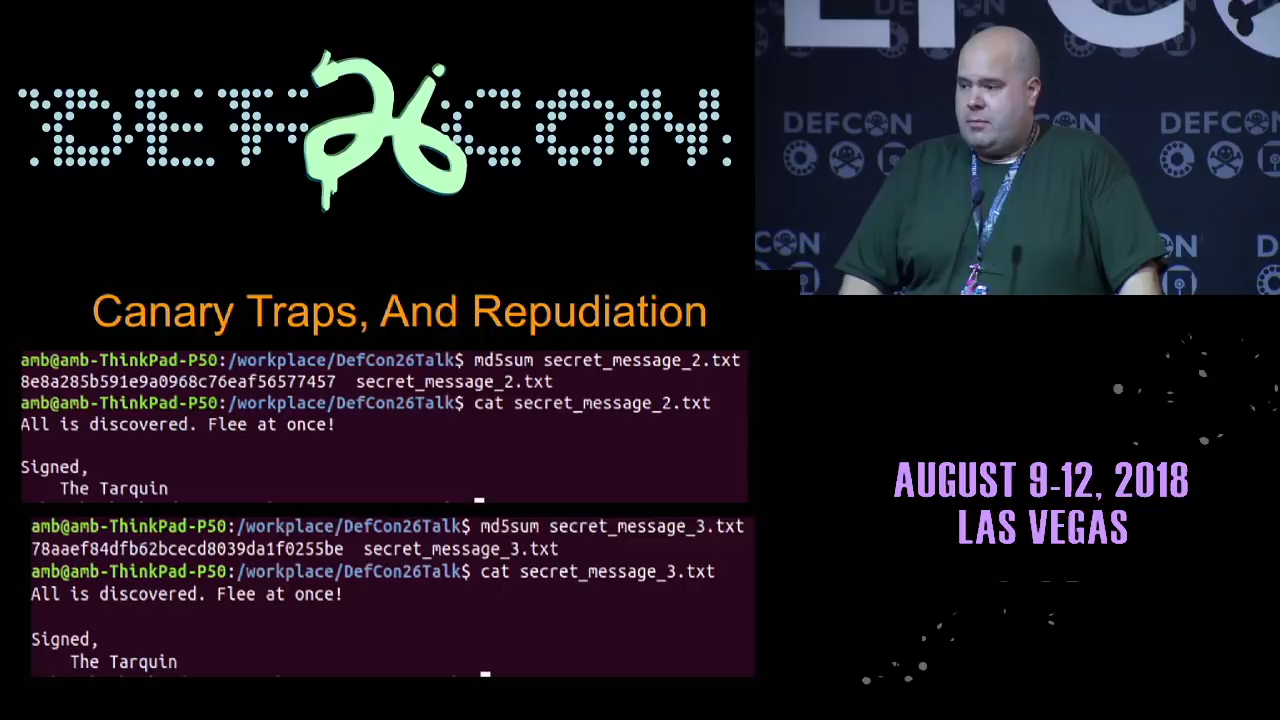 DEF CON 26
DEFCON
DEFCON
Canary Traps, And Repudiation
amb@amb-ThinkPad-P50:/workplace/DefCon26Talk$ md5sum secret_message_2.txt
8e8a285b591e9a0968c76eaf56577457  secret_message_2.txt
amb@amb-ThinkPad-P50:/workplace/DefCon26Talk$ cat secret_message_2.txt
All is discovered. Flee at once!
Signed,
The Tarquin
amb@amb-ThinkPad-P50:/workplace/DefCon26Talk$ md5sum secret_message_3.txt
78aaef84dfb62bcecd8039da1f0255be  secret_message_3.txt
amb@amb-ThinkPad-P50:/workplace/DefCon26Talk$ cat secret_message_3.txt
All is discovered. Flee at once!
Signed,
The Tarquin
AUGUST 9-12, 2018
LAS VEGAS